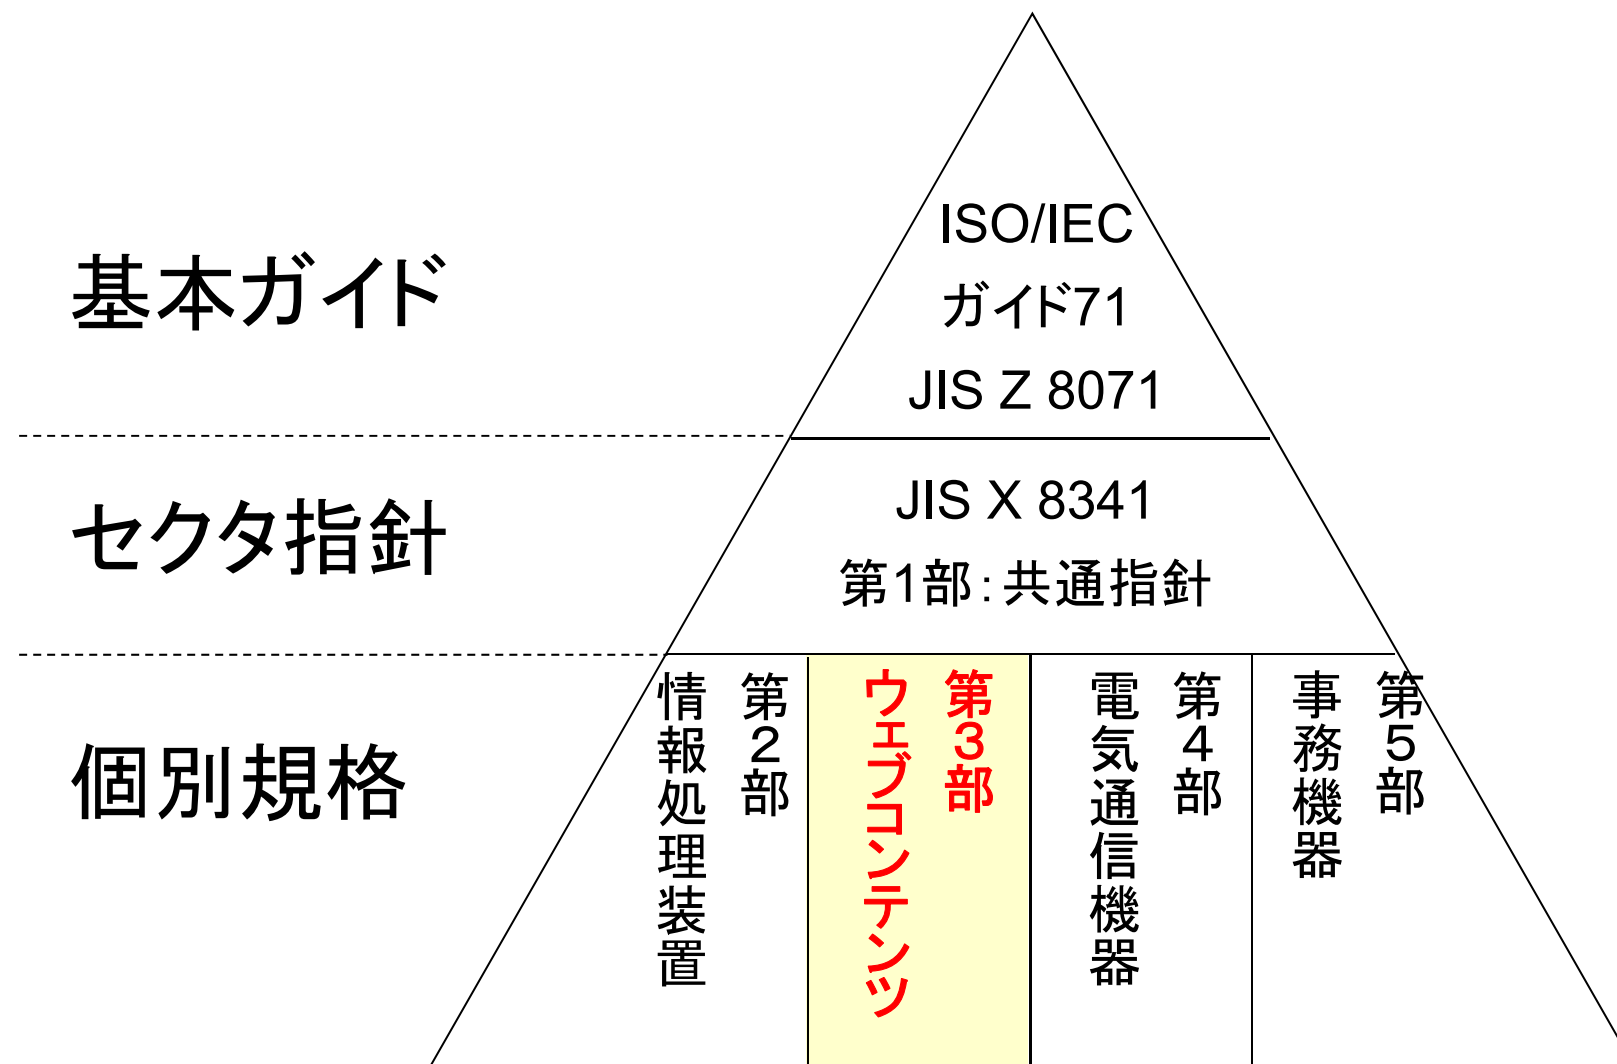 基本ガイド
ISO/IEC
ガイド71
JIS Z 8071
セクタ指針
JIS X 8341
第1部:共通指針
個別規格
第2部
情報処理装置
第3部
ウェブコンテンツ
第4部
電気通信機器
第5部
事務機器